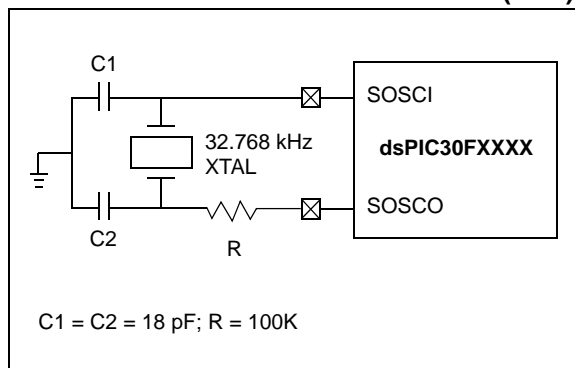 C1
SOSCI
32.768 kHz
XTAL
dsPIC30FXXXX
SOSCO
C2
R
C1 = C2 = 18 pF; R = 100K